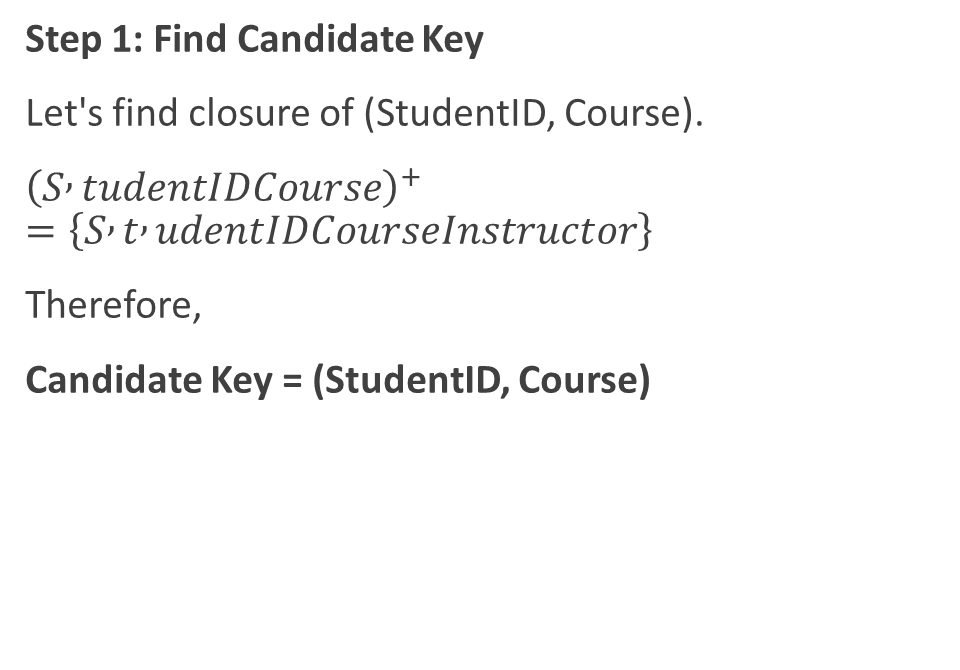 Step 1: Find Candidate Key
Let's find closure of (StudentID, Course).
(S, tudentIDCourse)+
= {S, t, udentIDCourseInstructor}
Therefore,
Candidate Key = (StudentID, Course)